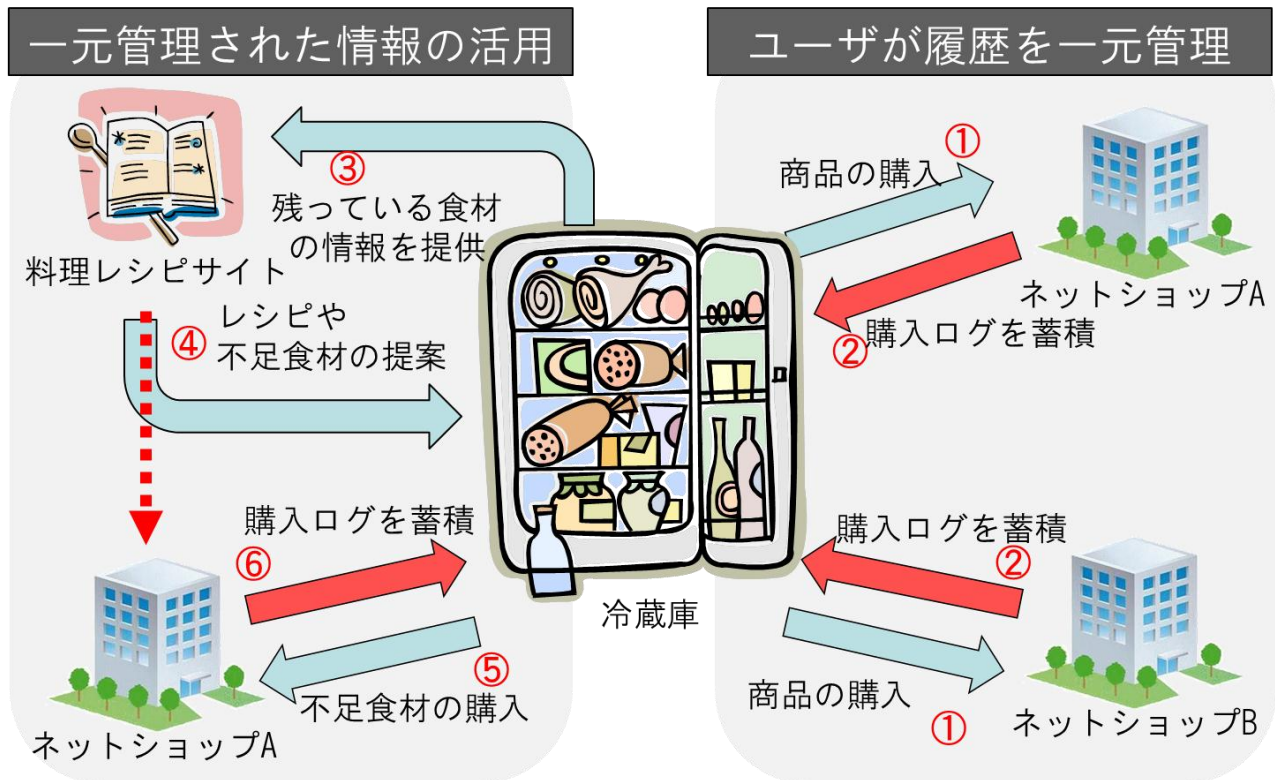 一元管理された情報の活用
③
残っている食材
の情報を提供
料理レシピサイト
④
レシピや
不足食材の提案
購入ログを蓄積
⑥
⑤
不足食材の購入
ネットショップA
冷蔵庫
ユーザが履歴を一元管理
①
商品の購入
ネットショップA
②
購入ログを蓄積
購入ログを蓄積
②
商品の購入
①
ネットショップB